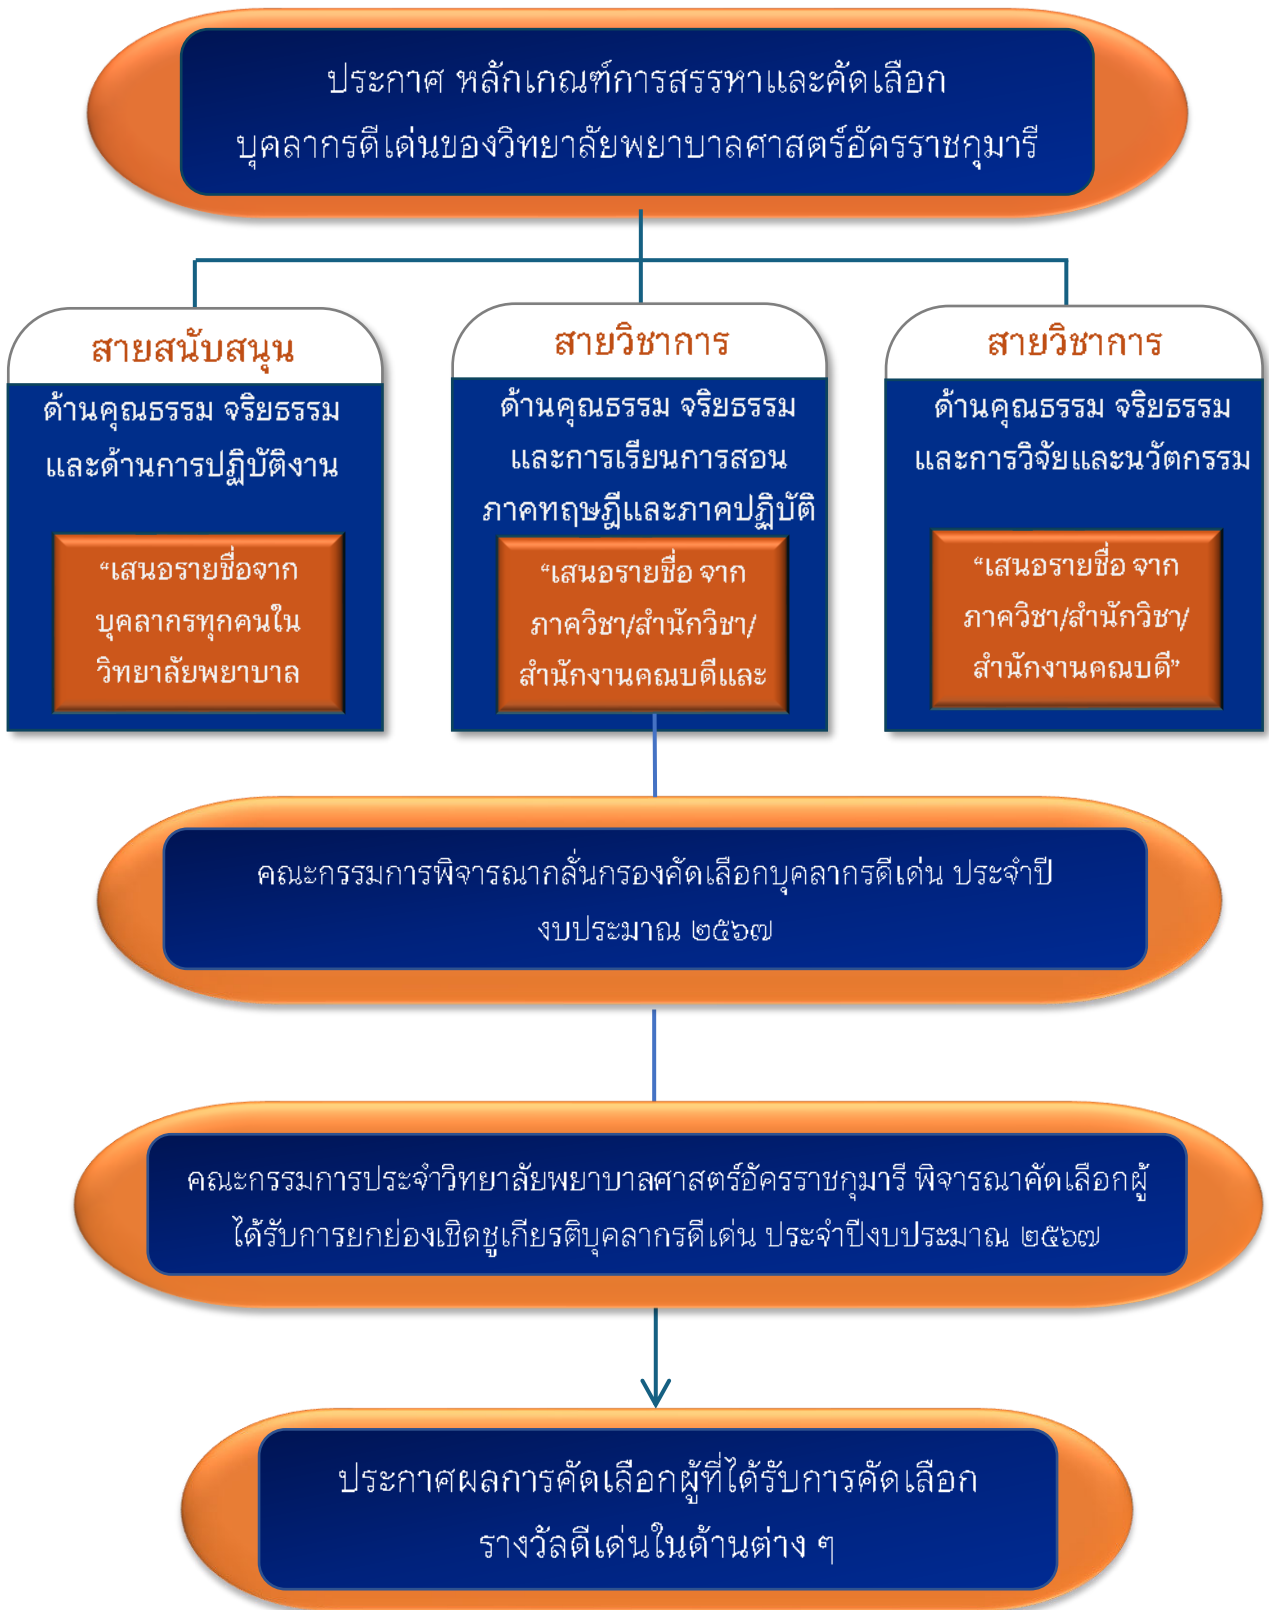 ประกาศ หลักเกณฑ์การสรรหาและคัดเลือก
บุคลากรดีเด่นของวิทยาลัยพยาบาลศาสตร์อัครราชกุมารี
สายสนับสนุน
ด้านคุณธรรม จริยธรรม
และด้านการปฏิบัติงาน
“เสนอรายชื่อจาก
บุคลากรทุกคนใน
วิทยาลัยพยาบาล
สายวิชาการ
ด้านคุณธรรม จริยธรรม
และการเรียนการสอน
ภาคทฤษฎีและภาคปฏิบัติ
“เสนอรายชื่อ จาก
ภาควิชา/สำนักวิชา/
สำนักงานคณบดีและ
สายวิชาการ
ด้านคุณธรรม จริยธรรม
และการวิจัยและนวัตกรรม
“เสนอรายชื่อ จาก
ภาควิชา/สำนักวิชา/
สำนักงานคณบดี”
คณะกรรมการพิจารณากลั่นกรองคัดเลือกบุคลากรดีเด่น ประจำปี
งบประมาณ ๒๕๖๗
คณะกรรมการประจำวิทยาลัยพยาบาลศาสตร์อัครราชกุมารี พิจารณาคัดเลือกผู้
ได้รับการยกย่องเชิดชูเกียรติบุคลากรดีเด่น ประจำปีงบประมาณ ๒๕๖๗
ประกาศผลการคัดเลือกผู้ที่ได้รับการคัดเลือก
รางวัลดีเด่นในด้านต่าง ๆ